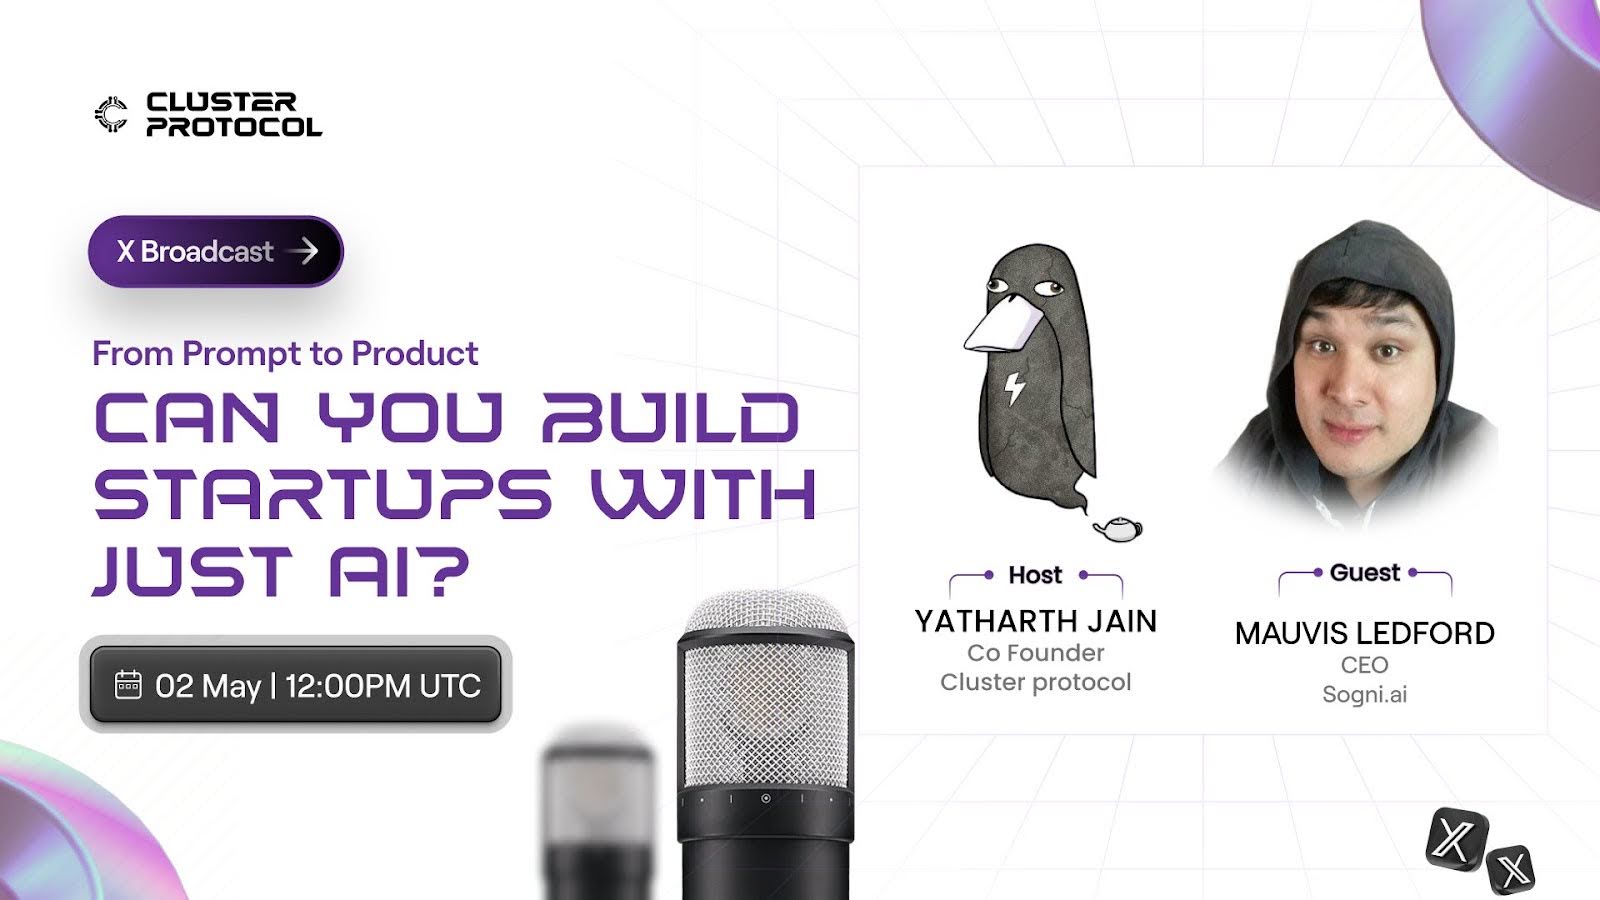 CLUSTER
PROTOCOL
X Broadcast
From Prompt to Product
CAN YOU BUILD
STARTUPS WITH
JUST AI?
02 May | 12:00PM UTC
Host
YATHARTH JAIN
Co Founder
Cluster protocol
Guest
MAUVIS LEDFORD
CEO
Sogni.ai
X
X